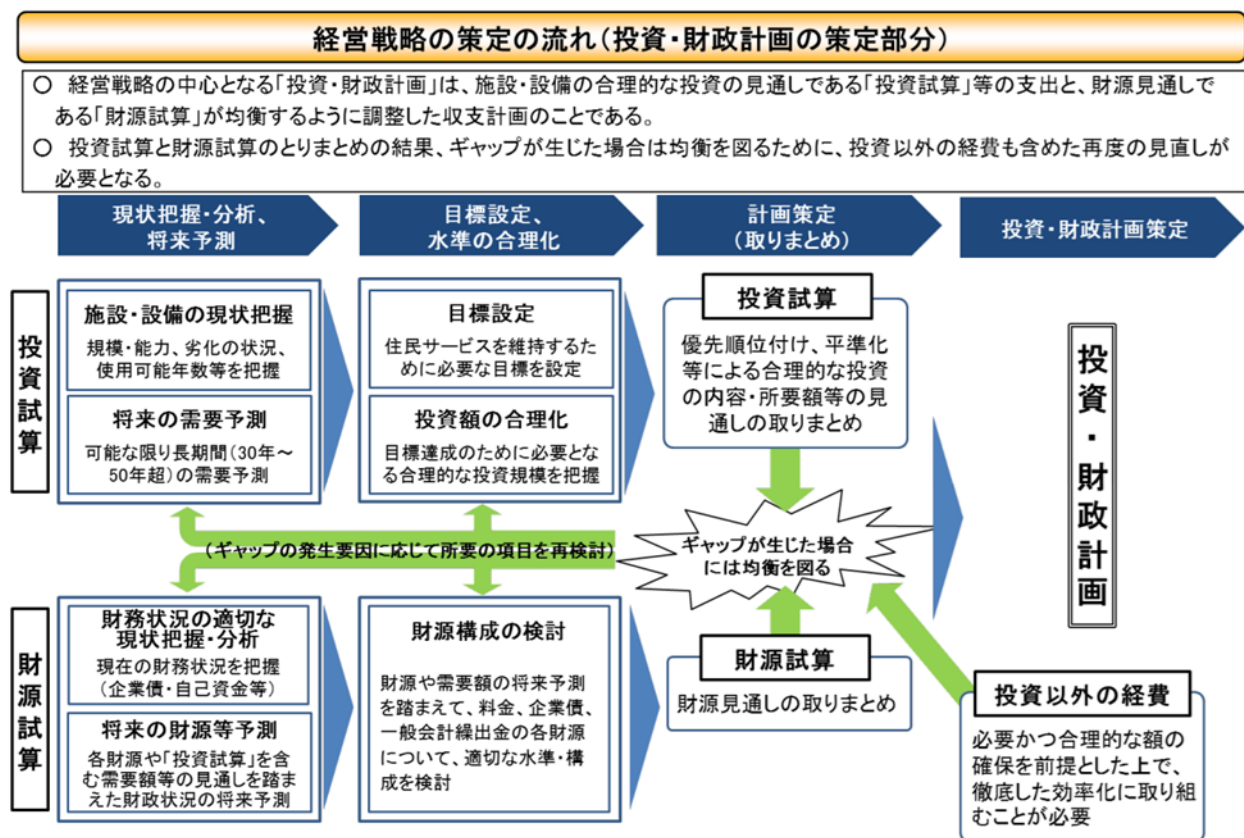 経営戦略の策定の流れ(投資・財政計画の策定部分)
○ 経営戦略の中心となる「投資・財政計画」は、施設・設備の合理的な投資の見通しである「投資試算」等の支出と、財源見通しで
ある「財源試算」が均衡するように調整した収支計画のことである。
○ 投資試算と財源試算のとりまとめの結果、ギャップが生じた場合は均衡を図るために、投資以外の経費も含めた再度の見直しが
必要となる。
現状把握・分析、
将来予測
目標設定、
水準の合理化
計画策定
(取りまとめ)
投資・財政計画策定
投資試算
施設・設備の現状把握
規模・能力、劣化の状況、
使用可能年数等を把握
将来の需要予測
可能な限り長期間(30年~
50年超)の需要予測
目標設定
住民サービスを維持するた
めに必要な目標を設定
投資額の合理化
目標達成のために必要とな
る合理的な投資規模を把握
投資試算
優先順位付け、平準化
等による合理的な投資
の内容・所要額等の見
通しの取りまとめ
投資・財政計画
(ギャップの発生要因に応じて所要の項目を再検討)
ギャップが生じた場合
には均衡を図る
財源試算
財務状況の適切な
現状把握・分析
現在の財務状況を把握
(企業債・自己資金等)
将来の財源等予測
各財源や「投資試算」を含
む需要額等の見通しを踏ま
えた財政状況の将来予測
財源構成の検討
財源や需要額の将来予測
を踏まえて、料金、企業債、
一般会計繰出金の各財源
について、適切な水準・構
成を検討
財源試算
財源見通しの取りまとめ
投資以外の経費
必要かつ合理的な額の
確保を前提とした上で、
徹底した効率化に取り組
むことが必要